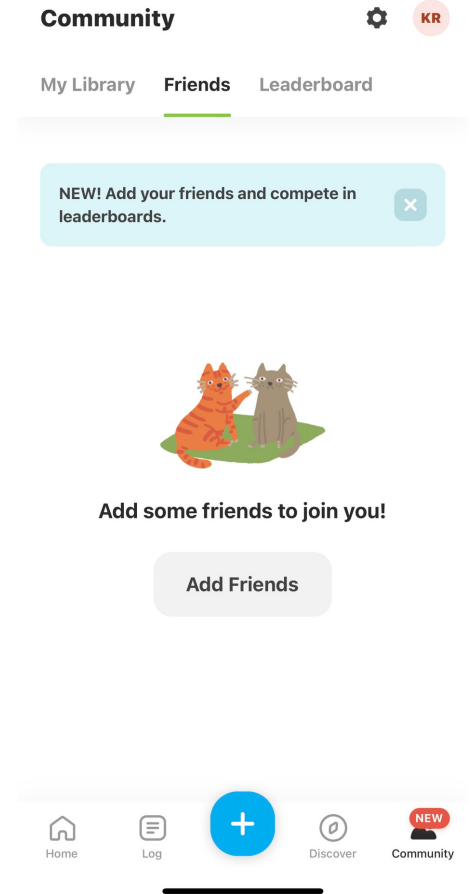 Community
KR
My Library
Friends
Leaderboard
NEW! Add your friends and compete in
leaderboards.
Add some friends to join you!
Add Friends
Home
Log
Discover
NEW
Community